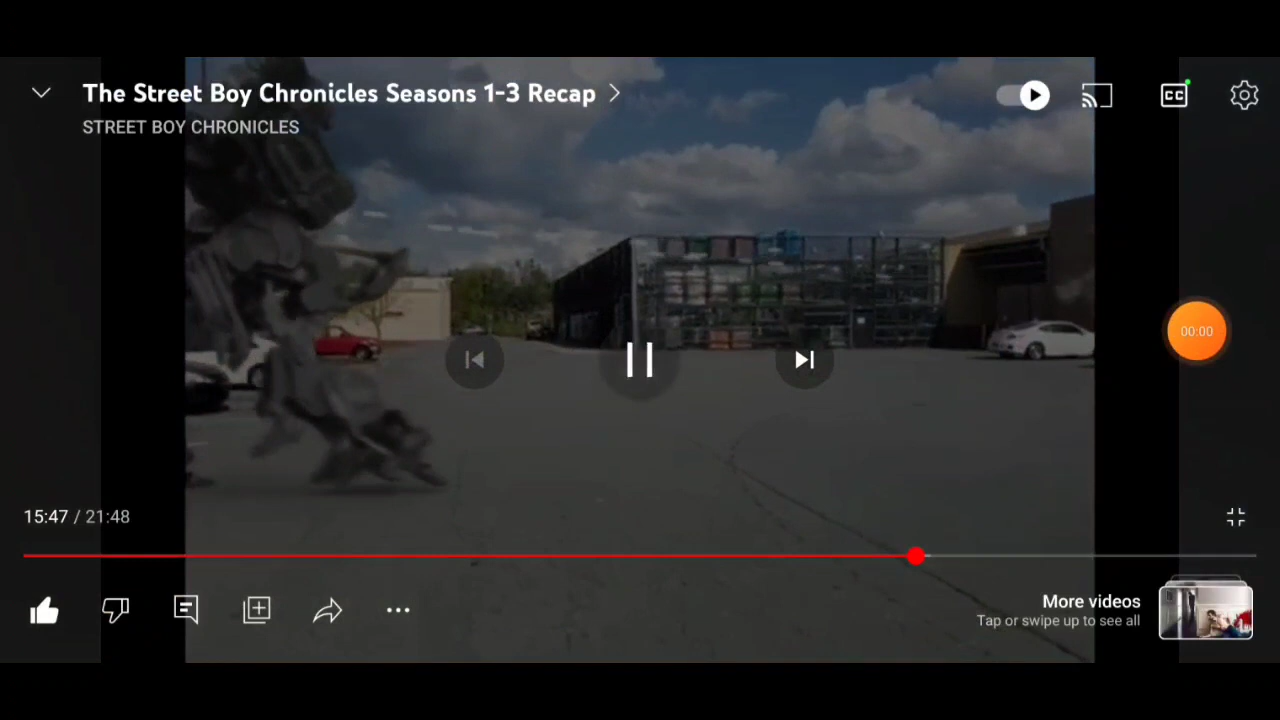 The Street Boy Chronicles Seasons 1-3 Recap
STREET BOY CHRONICLES
CC
00:00
15:47 / 21:48
More videos
Tap or swipe up to see all